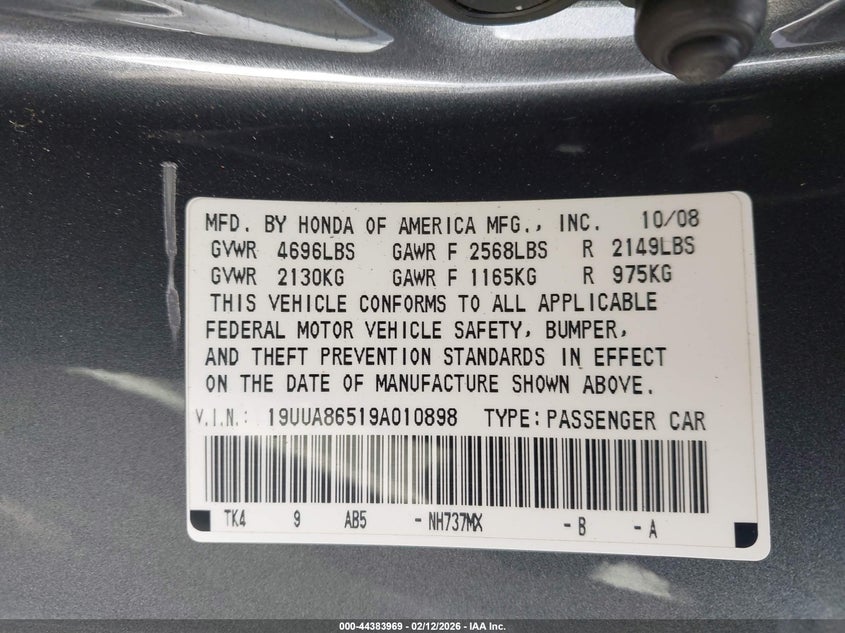 MFD. BY HONDA OF AMERICA MFG., INC. 10/08
GVWR 4696LBS GAWR F 2568LBS R 2149LBS
GVWR 2130KG GAWR F 1165KG R 975KG
THIS VEHICLE CONFORMS TO ALL APPLICABLE
FEDERAL MOTOR VEHICLE SAFETY, BUMPER,
AND THEFT PREVENTION STANDARDS IN EFFECT
ON THE DATE OF MANUFACTURE SHOWN ABOVE.
V.I.N.: 19UUA86519A010898 TYPE: PASSENGER CAR
TK4 9 AB5 - NH737MX - B - A
000-44383969 - 02/12/2026 - IAA Inc.